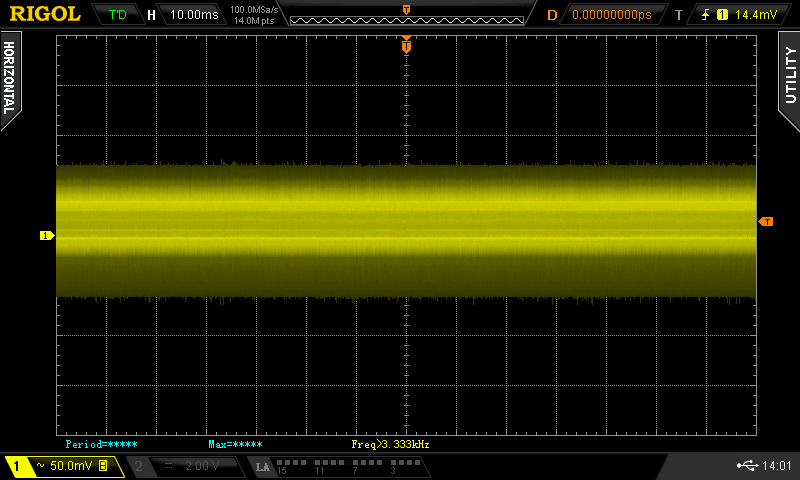 RIGOL T'D H 10.00ms 100.0MSa/s 14.0M pts T D 0.00000000ps T 1 14.4mV
HORIZONTAL
UTILITY
T
1
T
Period=***** Max=***** Freq>3.333kHz
1 ~ 50.0mV B 2 2.00 V LA 15 11 7 3 14:01